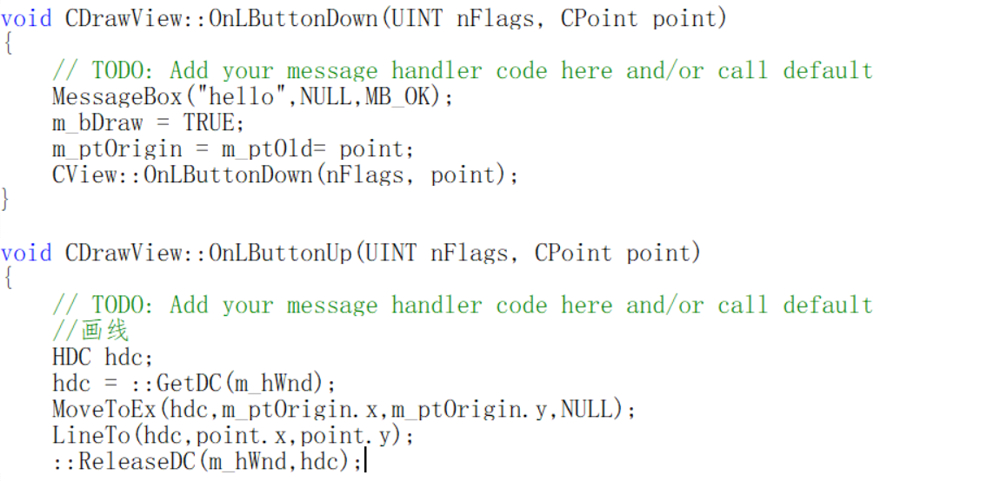 void CDrawView::OnLButtonDown(UINT nFlags, CPoint point)
{
    // TODO: Add your message handler code here and/or call default
    MessageBox("hello",NULL,MB_OK);
    m_bDraw = TRUE;
    m_ptOrigin = m_ptOld= point;
    CView::OnLButtonDown(nFlags, point);
}

void CDrawView::OnLButtonUp(UINT nFlags, CPoint point)
{
    // TODO: Add your message handler code here and/or call default
    //画线
    HDC hdc;
    hdc = ::GetDC(m_hWnd);
    MoveToEx(hdc,m_ptOrigin.x,m_ptOrigin.y,NULL);
    LineTo(hdc,point.x,point.y);
    ::ReleaseDC(m_hWnd,hdc);